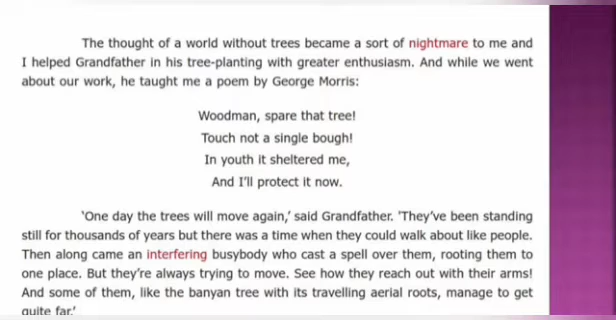 The thought of a world without trees became a sort of nightmare to me and
I helped Grandfather in his tree-planting with greater enthusiasm. And while we went
about our work, he taught me a poem by George Morris:
Woodman, spare that tree!
Touch not a single bough!
In youth it sheltered me,
And I'll protect it now.
'One day the trees will move again,' said Grandfather. 'They've been standing
still for thousands of years but there was a time when they could walk about like people.
Then along came an interfering busybody who cast a spell over them, rooting them to
one place. But they're always trying to move. See how they reach out with their arms!
And some of them, like the banyan tree with its travelling aerial roots, manage to get
quite far.'